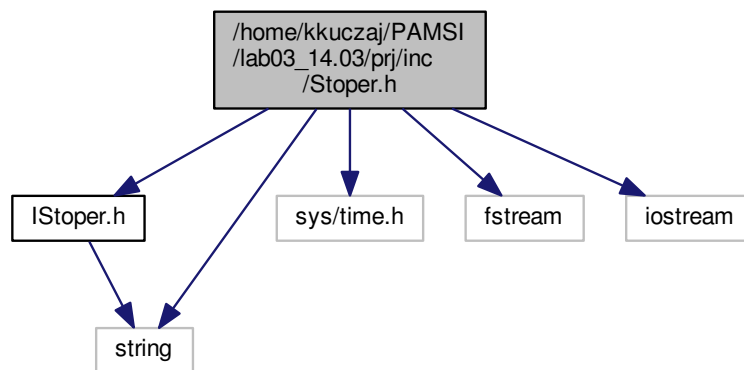 /home/kkuczaj/PAMSI
/lab03_14.03/prj/inc
/Stoper.h
IStoper.h
sys/time.h
fstream
iostream
string